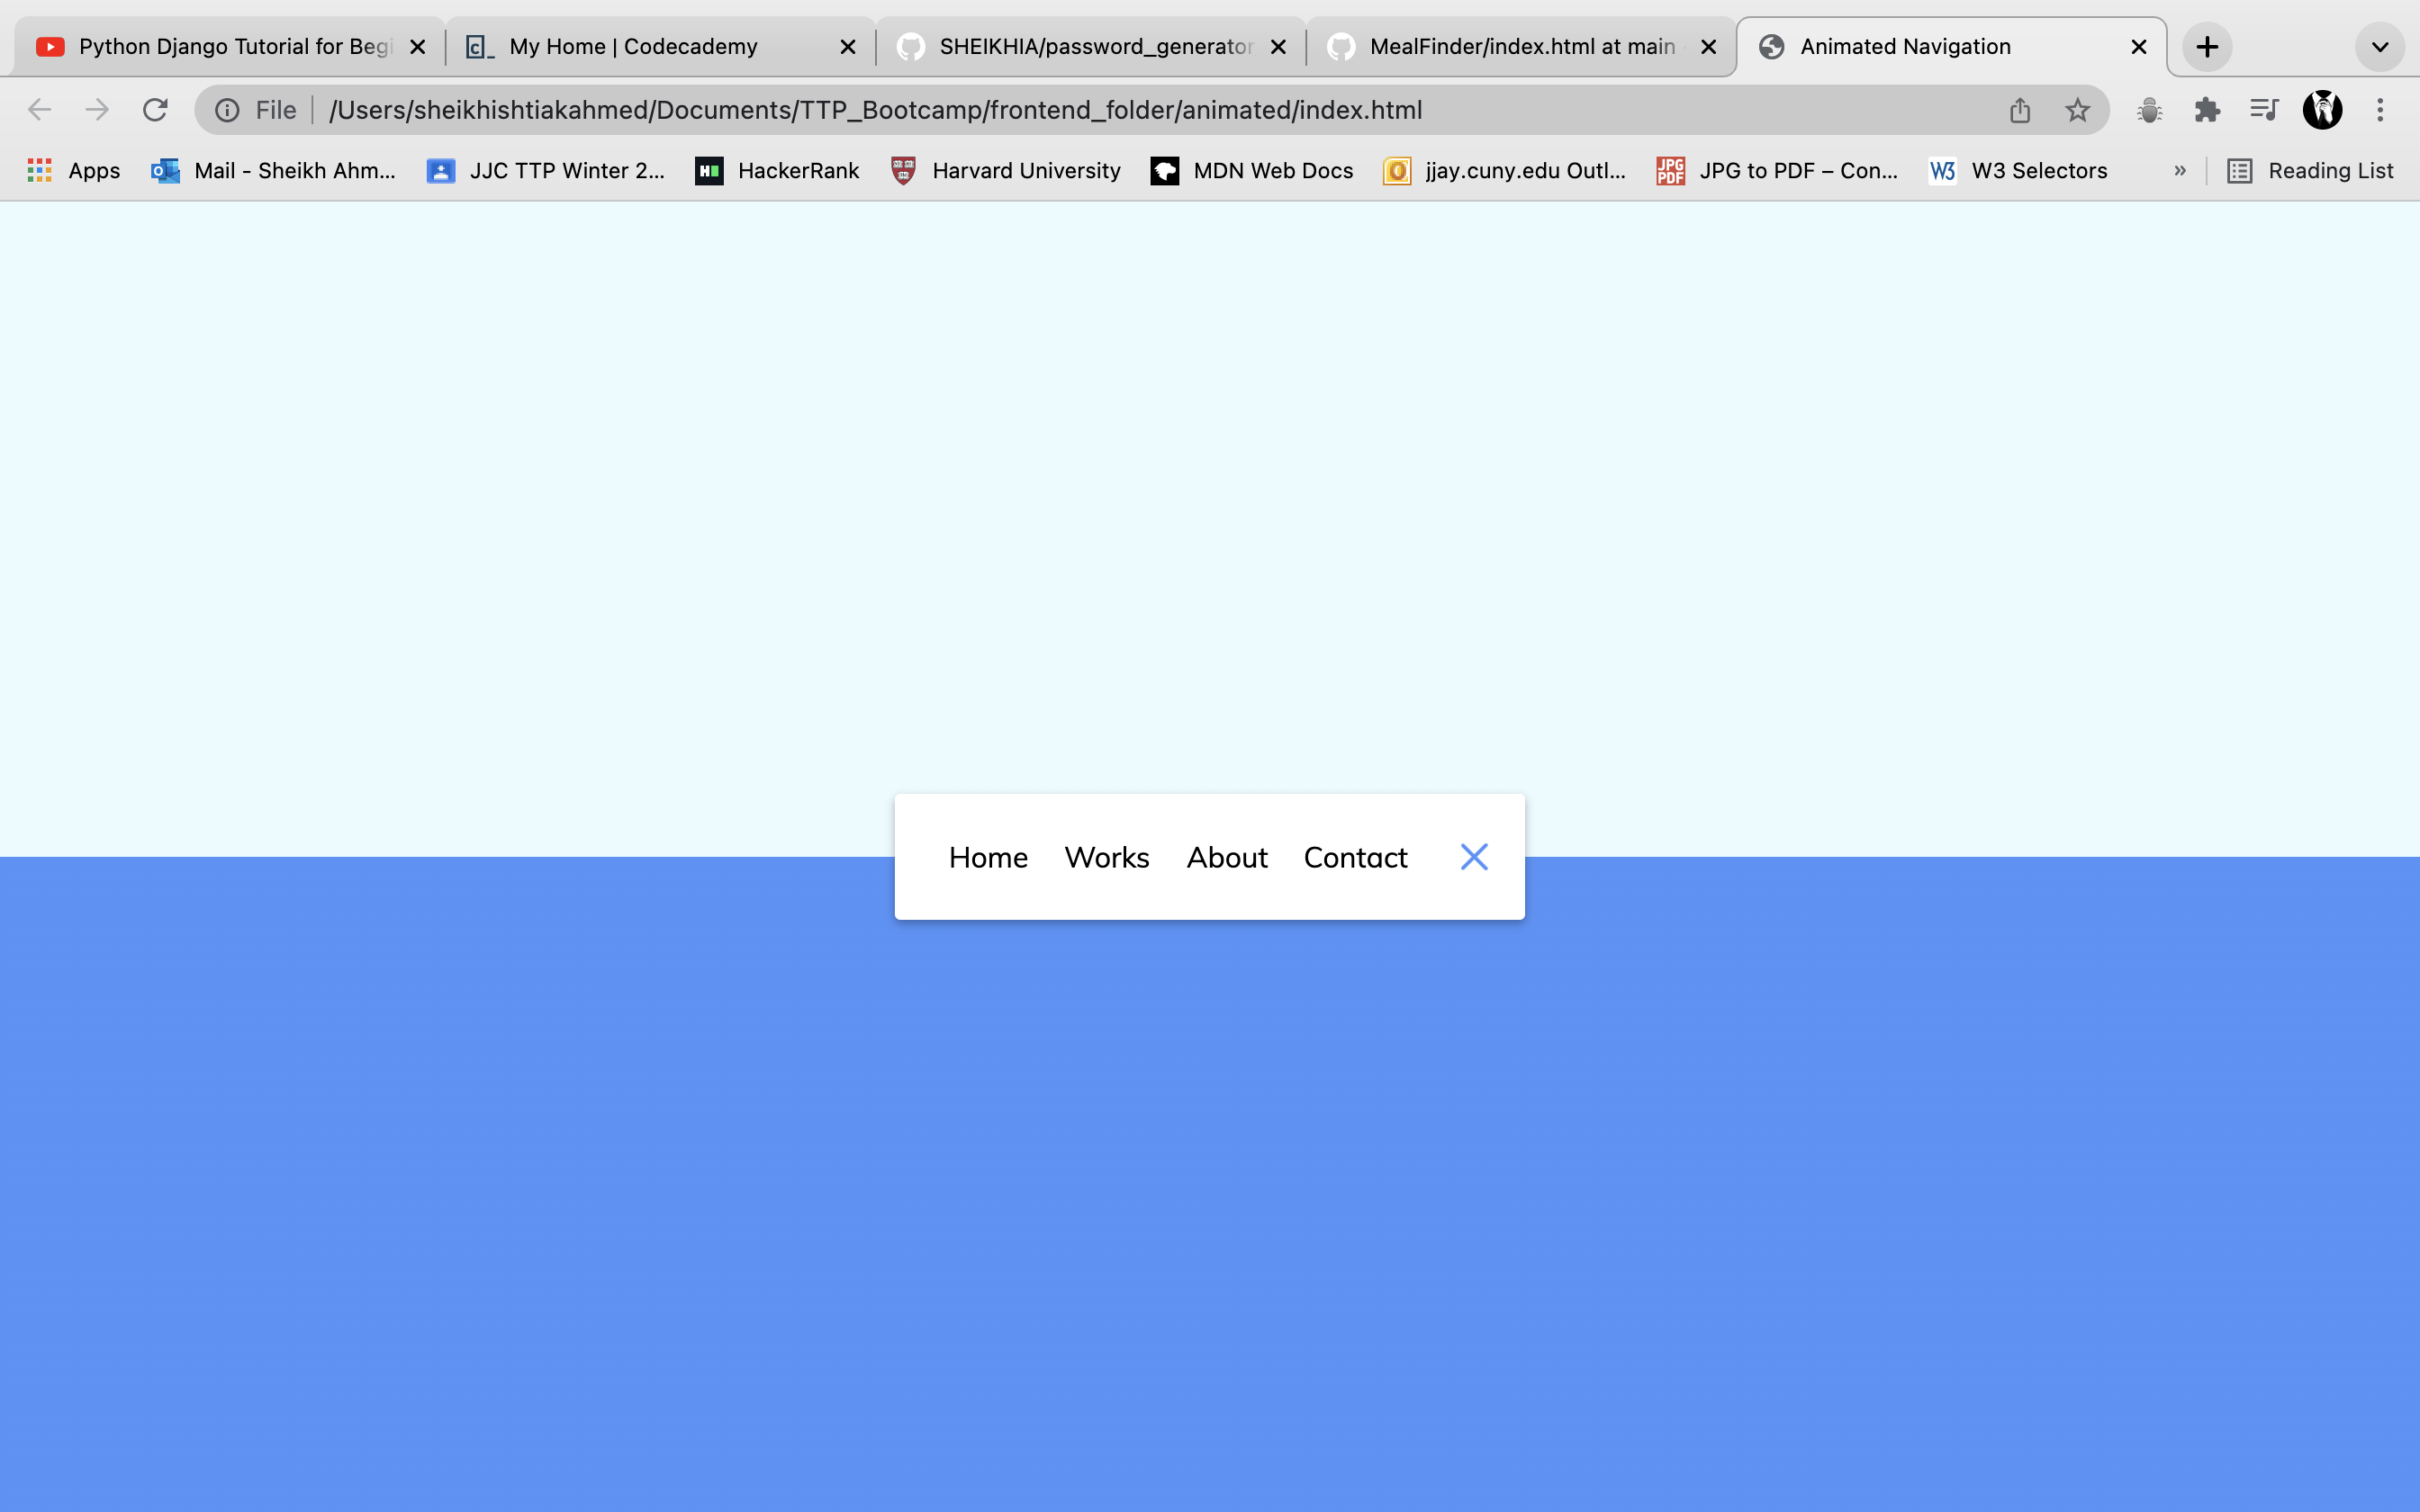 Python Django Tutorial for Begi
My Home | Codecademy
SHEIKHIA/password_generator
MealFinder/index.html at main
Animated Navigation
File
/Users/sheikhishtiakahmed/Documents/TTP_Bootcamp/frontend_folder/animated/index.html
Apps
Mail - Sheikh Ahm...
JJC TTP Winter 2...
HackerRank
Harvard University
MDN Web Docs
jjay.cuny.edu Outl...
JPG to PDF – Con...
W3 Selectors
»
Reading List
Home Works About Contact